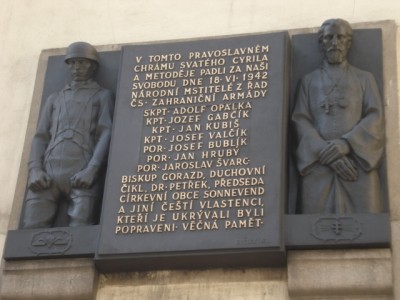 V TOMTO PRAVOSLAVNÉM
CHRÁMU SVATÉHO CYRILA
A METODĚJE PADLI ZA NAŠI
SVOBODU DNE 18·VI·1942
NÁRODNÍ MSTITELÉ Z ŘAD
ČS· ZAHRANIČNÍ ARMÁDY
SKPT·ADOLF OPÁLKA
KPT·JOZEF GABČÍK
KPT·JAN KUBIŠ
KPT·JOSEF VALČÍK
POR·JOSEF BUBLÍK
POR·JAN HRUBÝ
POR·JAROSLAV ŠVARC·
BISKUP GORAZD, DUCHOVNÍ
ČIKL, DR·PETŘEK, PŘEDSEDA
CÍRKEVNÍ OBCE SONNEVEND
A JINÍ ČEŠTÍ VLASTENCI,
KTEŘÍ JE UKRÝVALI BYLI
POPRAVENI· VĚČNÁ PAMĚŤ·